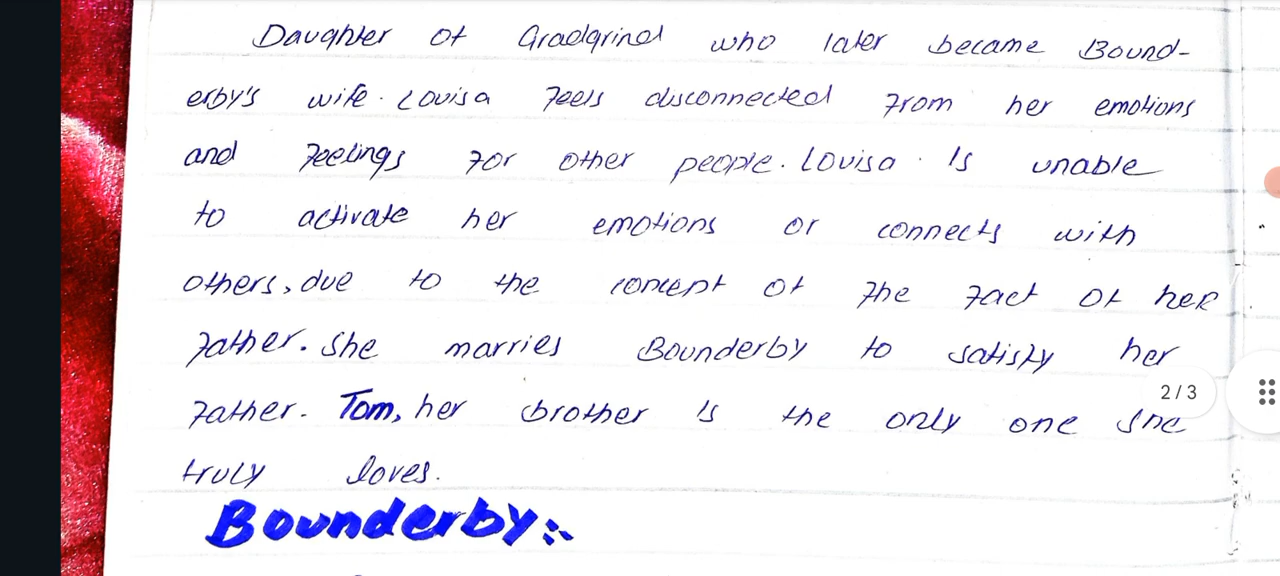 Daughter of Gradgrind who later became Bound-
erby's wife. Louisa feels disconnected from her emotions
and feelings for other people. Louisa is unable
to activate her emotions or connects with
others, due to the concept of the fact of her
father. She marries Bounderby to satisfy her
father. Tom, her brother is the only one she
truly loves.
Bounderby:-
2/3